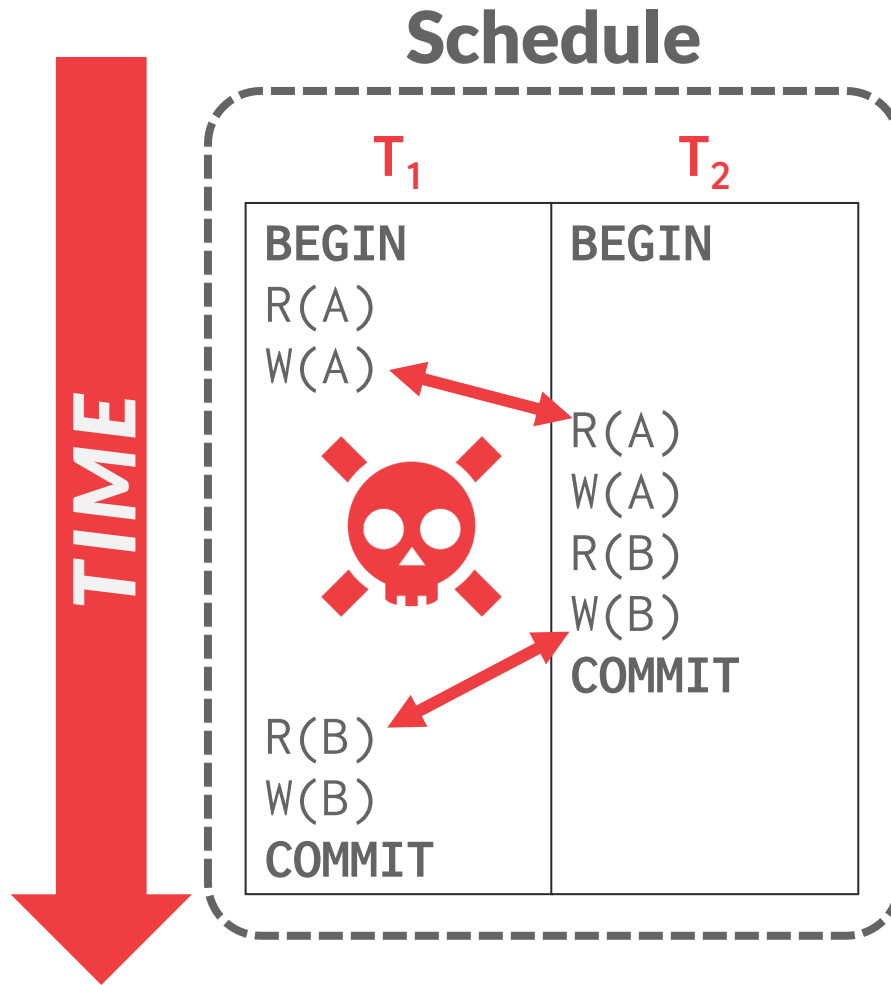 Schedule
T1 T2
BEGIN BEGIN
R(A)
W(A)
R(A)
W(A)
R(B)
W(B)
COMMIT
R(B)
W(B)
COMMIT
TIME